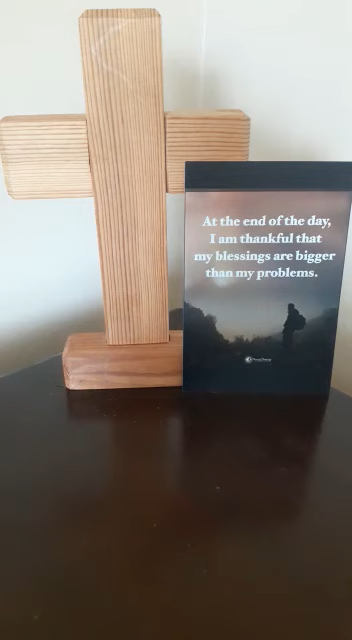 At the end of the day,
I am thankful that
my blessings are bigger
than my problems.